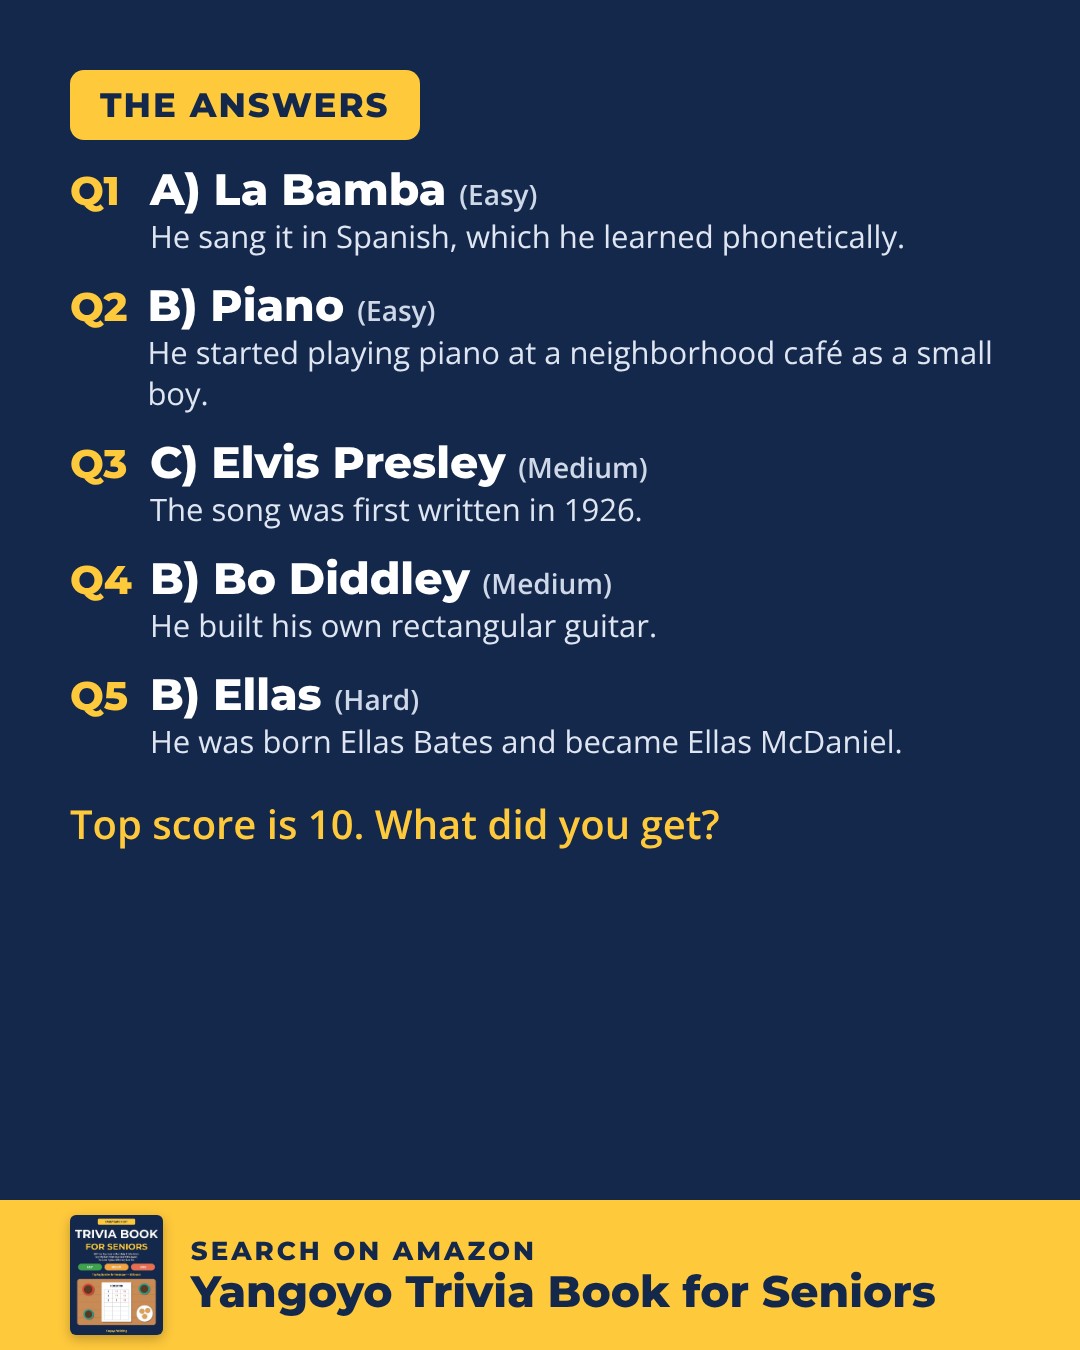 THE ANSWERS
Q1 A) La Bamba (Easy)
He sang it in Spanish, which he learned phonetically.
Q2 B) Piano (Easy)
He started playing piano at a neighborhood café as a small
boy.
Q3 C) Elvis Presley (Medium)
The song was first written in 1926.
Q4 B) Bo Diddley (Medium)
He built his own rectangular guitar.
Q5 B) Ellas (Hard)
He was born Ellas Bates and became Ellas McDaniel.
Top score is 10. What did you get?
TRIVIA BOOK
FOR SENIORS
SEARCH ON AMAZON
Yangoyo Trivia Book for Seniors